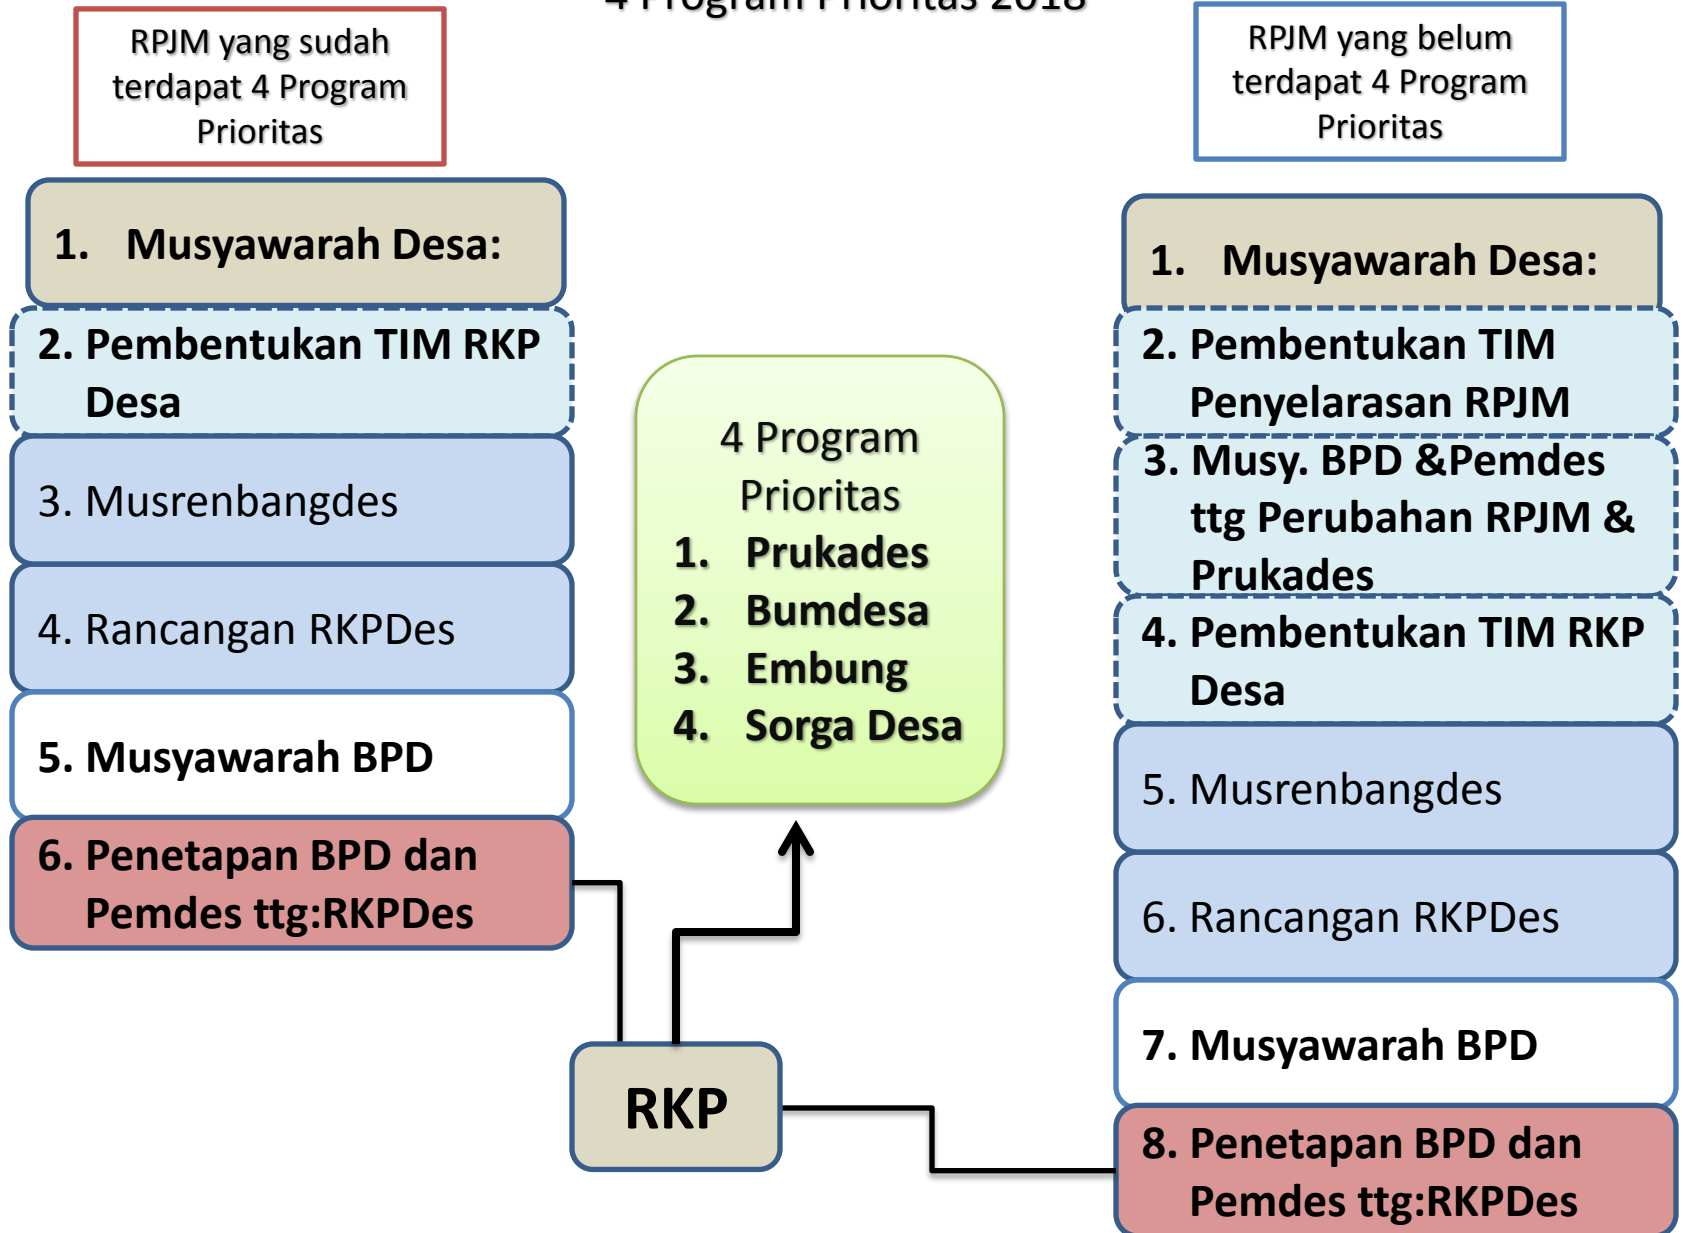 4 Program Prioritas 2018
RPJM yang sudah
terdapat 4 Program
Prioritas
1. Musyawarah Desa:
2. Pembentukan TIM RKP
Desa
3. Musrenbangdes
4. Rancangan RKPDes
5. Musyawarah BPD
6. Penetapan BPD dan
Pemdes ttg:RKPDes
4 Program
Prioritas
1. Prukades
2. Bumdesa
3. Embung
4. Sorga Desa
RKP
RPJM yang belum
terdapat 4 Program
Prioritas
1. Musyawarah Desa:
2. Pembentukan TIM
Penyelarasan RPJM
3. Musy. BPD &Pemdes
ttg Perubahan RPJM &
Prukades
4. Pembentukan TIM RKP
Desa
5. Musrenbangdes
6. Rancangan RKPDes
7. Musyawarah BPD
8. Penetapan BPD dan
Pemdes ttg:RKPDes